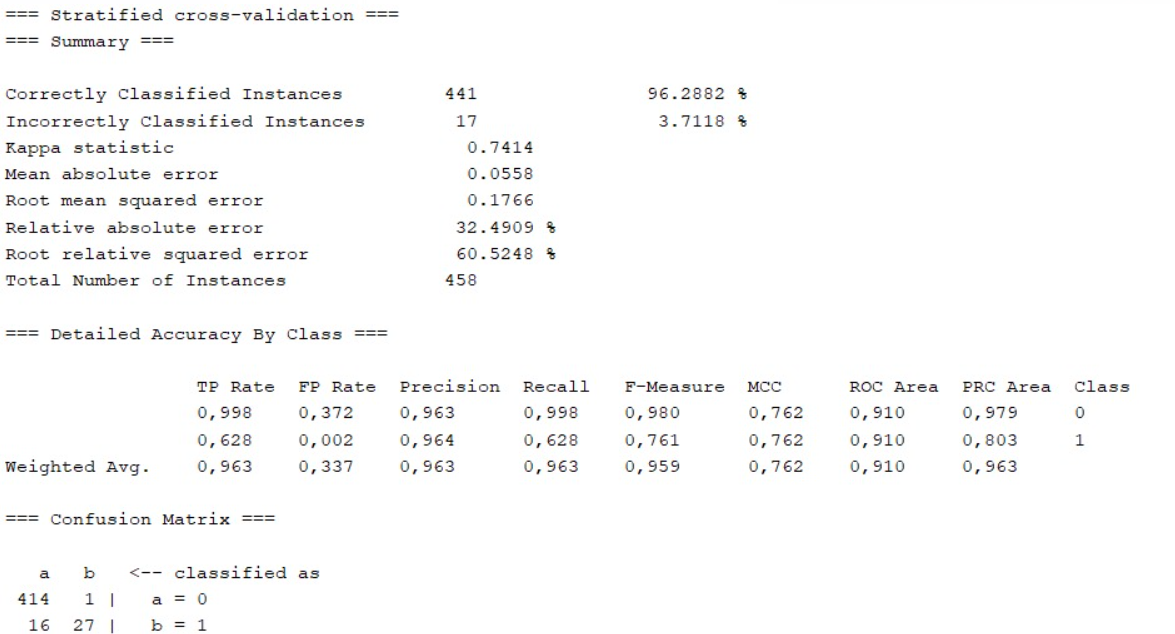 === Stratified cross-validation ===
=== Summary ===
Correctly Classified Instances 441 96.2882 %
Incorrectly Classified Instances 17 3.7118 %
Kappa statistic 0.7414
Mean absolute error 0.0558
Root mean squared error 0.1766
Relative absolute error 32.4909 %
Root relative squared error 60.5248 %
Total Number of Instances 458
=== Detailed Accuracy By Class ===
TP Rate FP Rate Precision Recall F-Measure MCC ROC Area PRC Area Class
0,998 0,372 0,963 0,998 0,980 0,762 0,910 0,979 0
0,628 0,002 0,964 0,628 0,761 0,762 0,910 0,803 1
Weighted Avg. 0,963 0,337 0,963 0,963 0,959 0,762 0,910 0,963
=== Confusion Matrix ===
a b <-- classified as
414 1 | a = 0
16 27 | b = 1